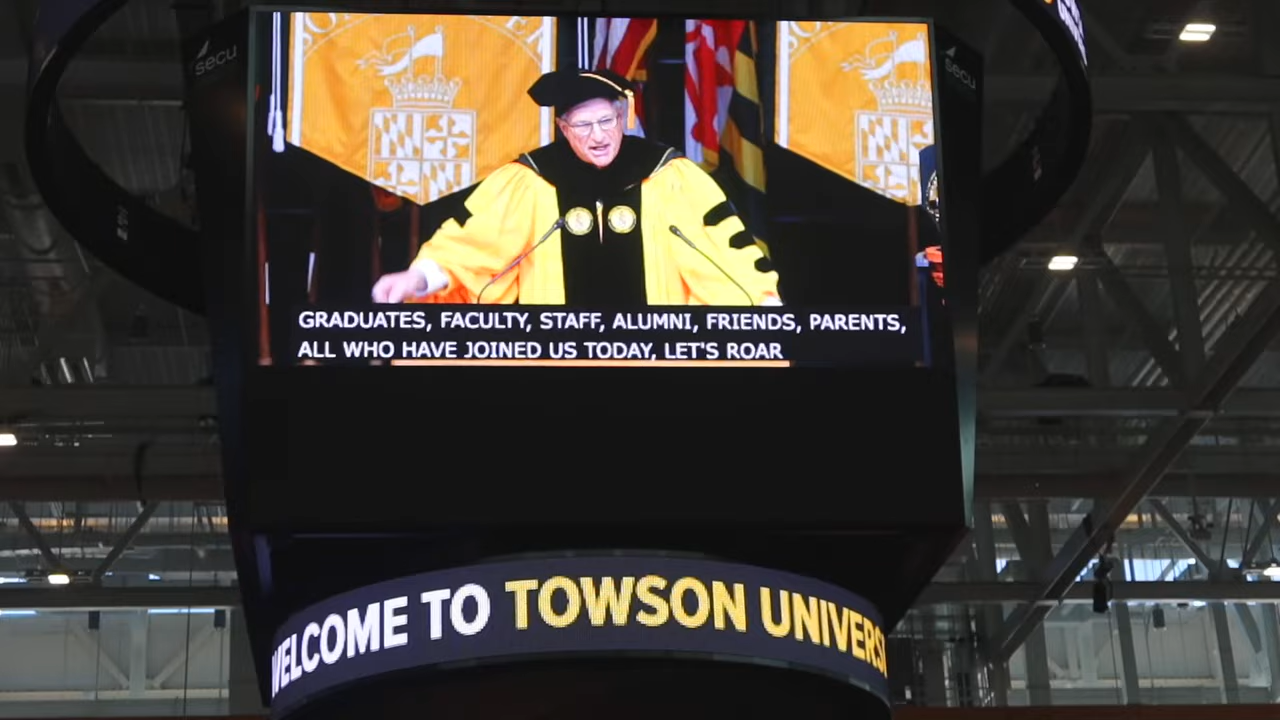 secu
secu
GRADUATES, FACULTY, STAFF, ALUMNI, FRIENDS, PARENTS,
ALL WHO HAVE JOINED US TODAY, LET'S ROAR
WELCOME TO TOWSON UNIVERS